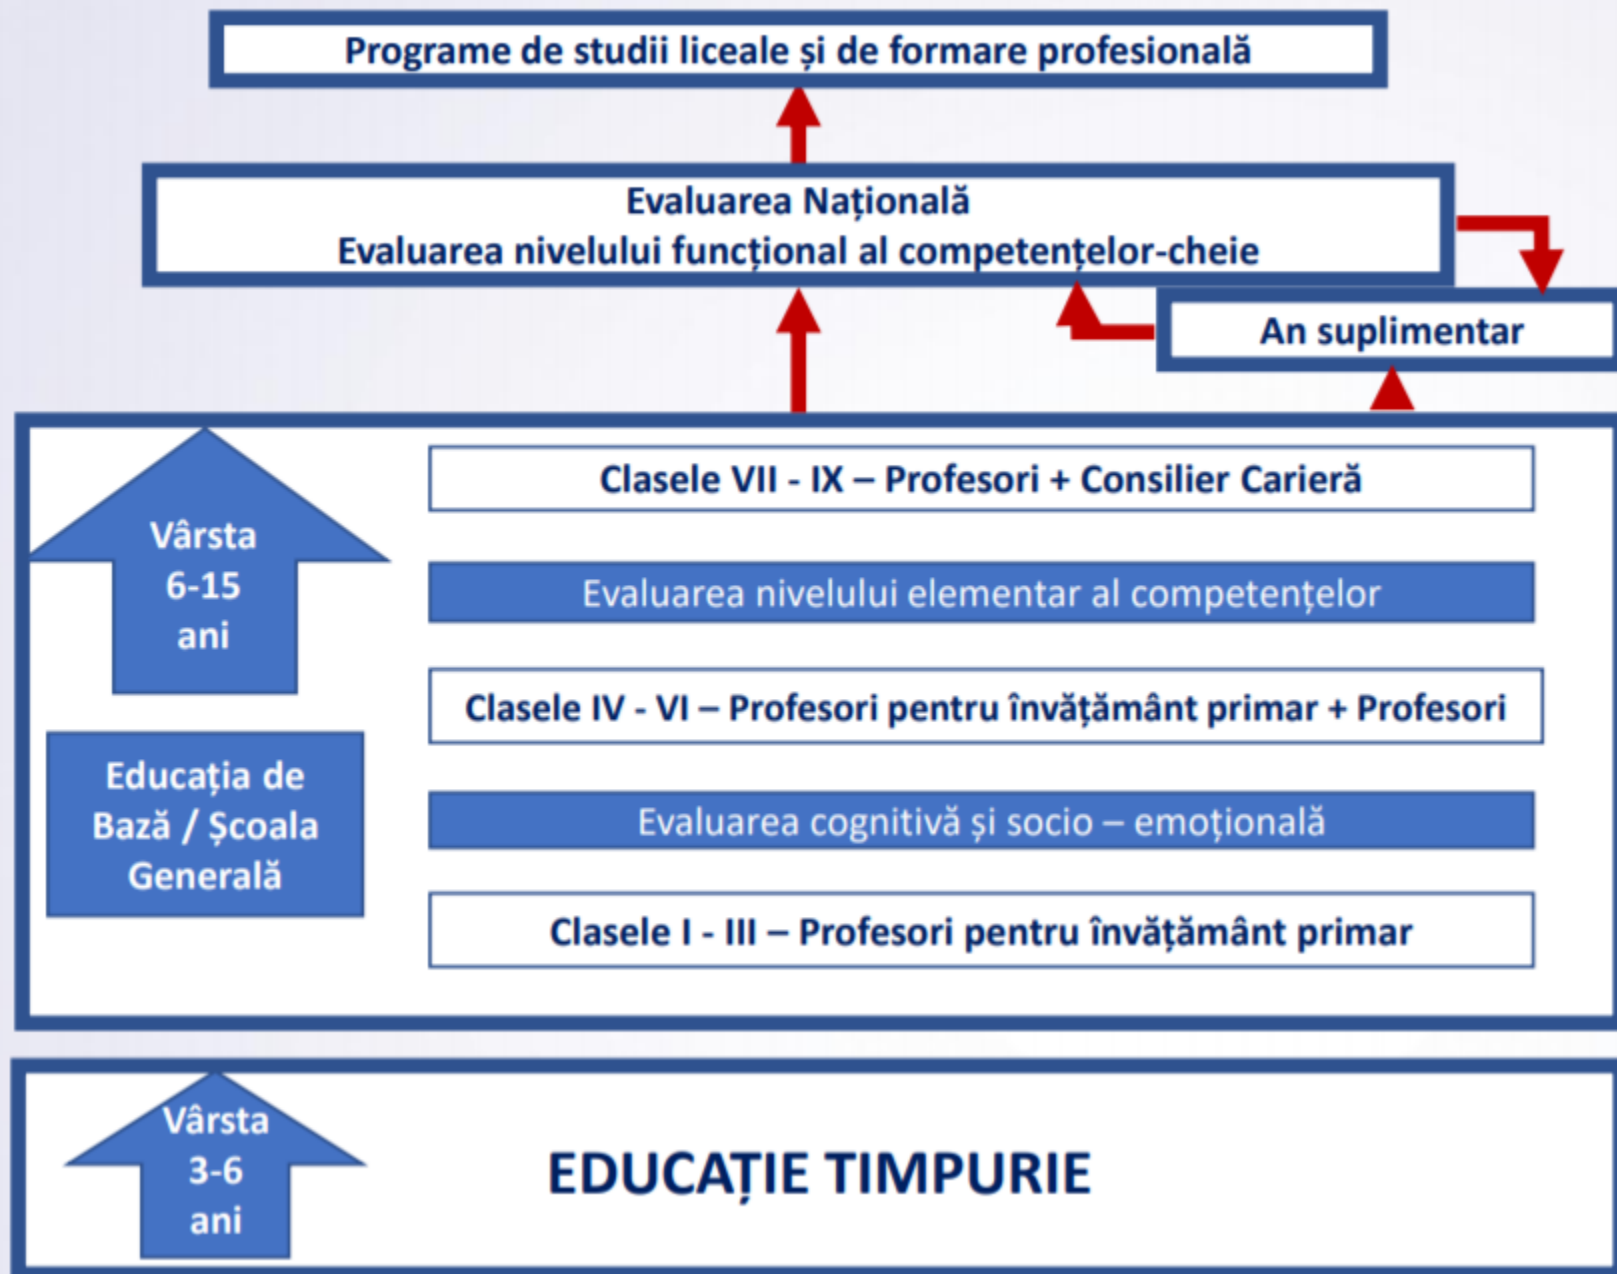 Programe de studii liceale și de formare profesională
Evaluarea Națională
Evaluarea nivelului funcțional al competențelor-cheie
An suplimentar
Vârsta
6-15
ani
Educația de
Bază / Școala
Generală
Clasele VII - IX – Profesori + Consilier Carieră
Evaluarea nivelului elementar al competențelor
Clasele IV - VI – Profesori pentru învățământ primar + Profesori
Evaluarea cognitivă și socio – emoțională
Clasele I - III – Profesori pentru învățământ primar
Vârsta
3-6
ani
EDUCAȚIE TIMPURIE